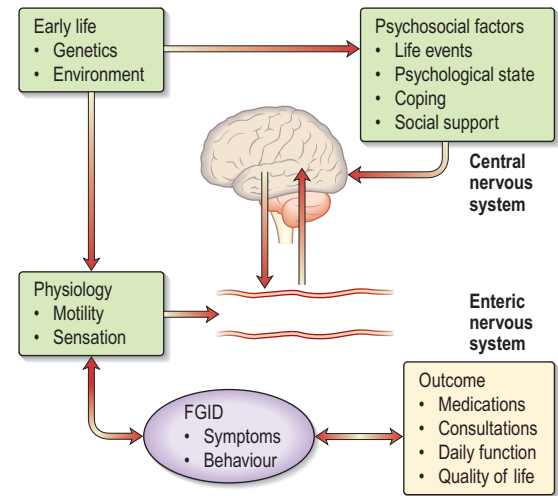 Early life
• Genetics
• Environment
Psychosocial factors
• Life events
• Psychological state
• Coping
• Social support
Central
nervous
system
Physiology
• Motility
• Sensation
Enteric
nervous
system
FGID
• Symptoms
• Behaviour
Outcome
• Medications
• Consultations
• Daily function
• Quality of life